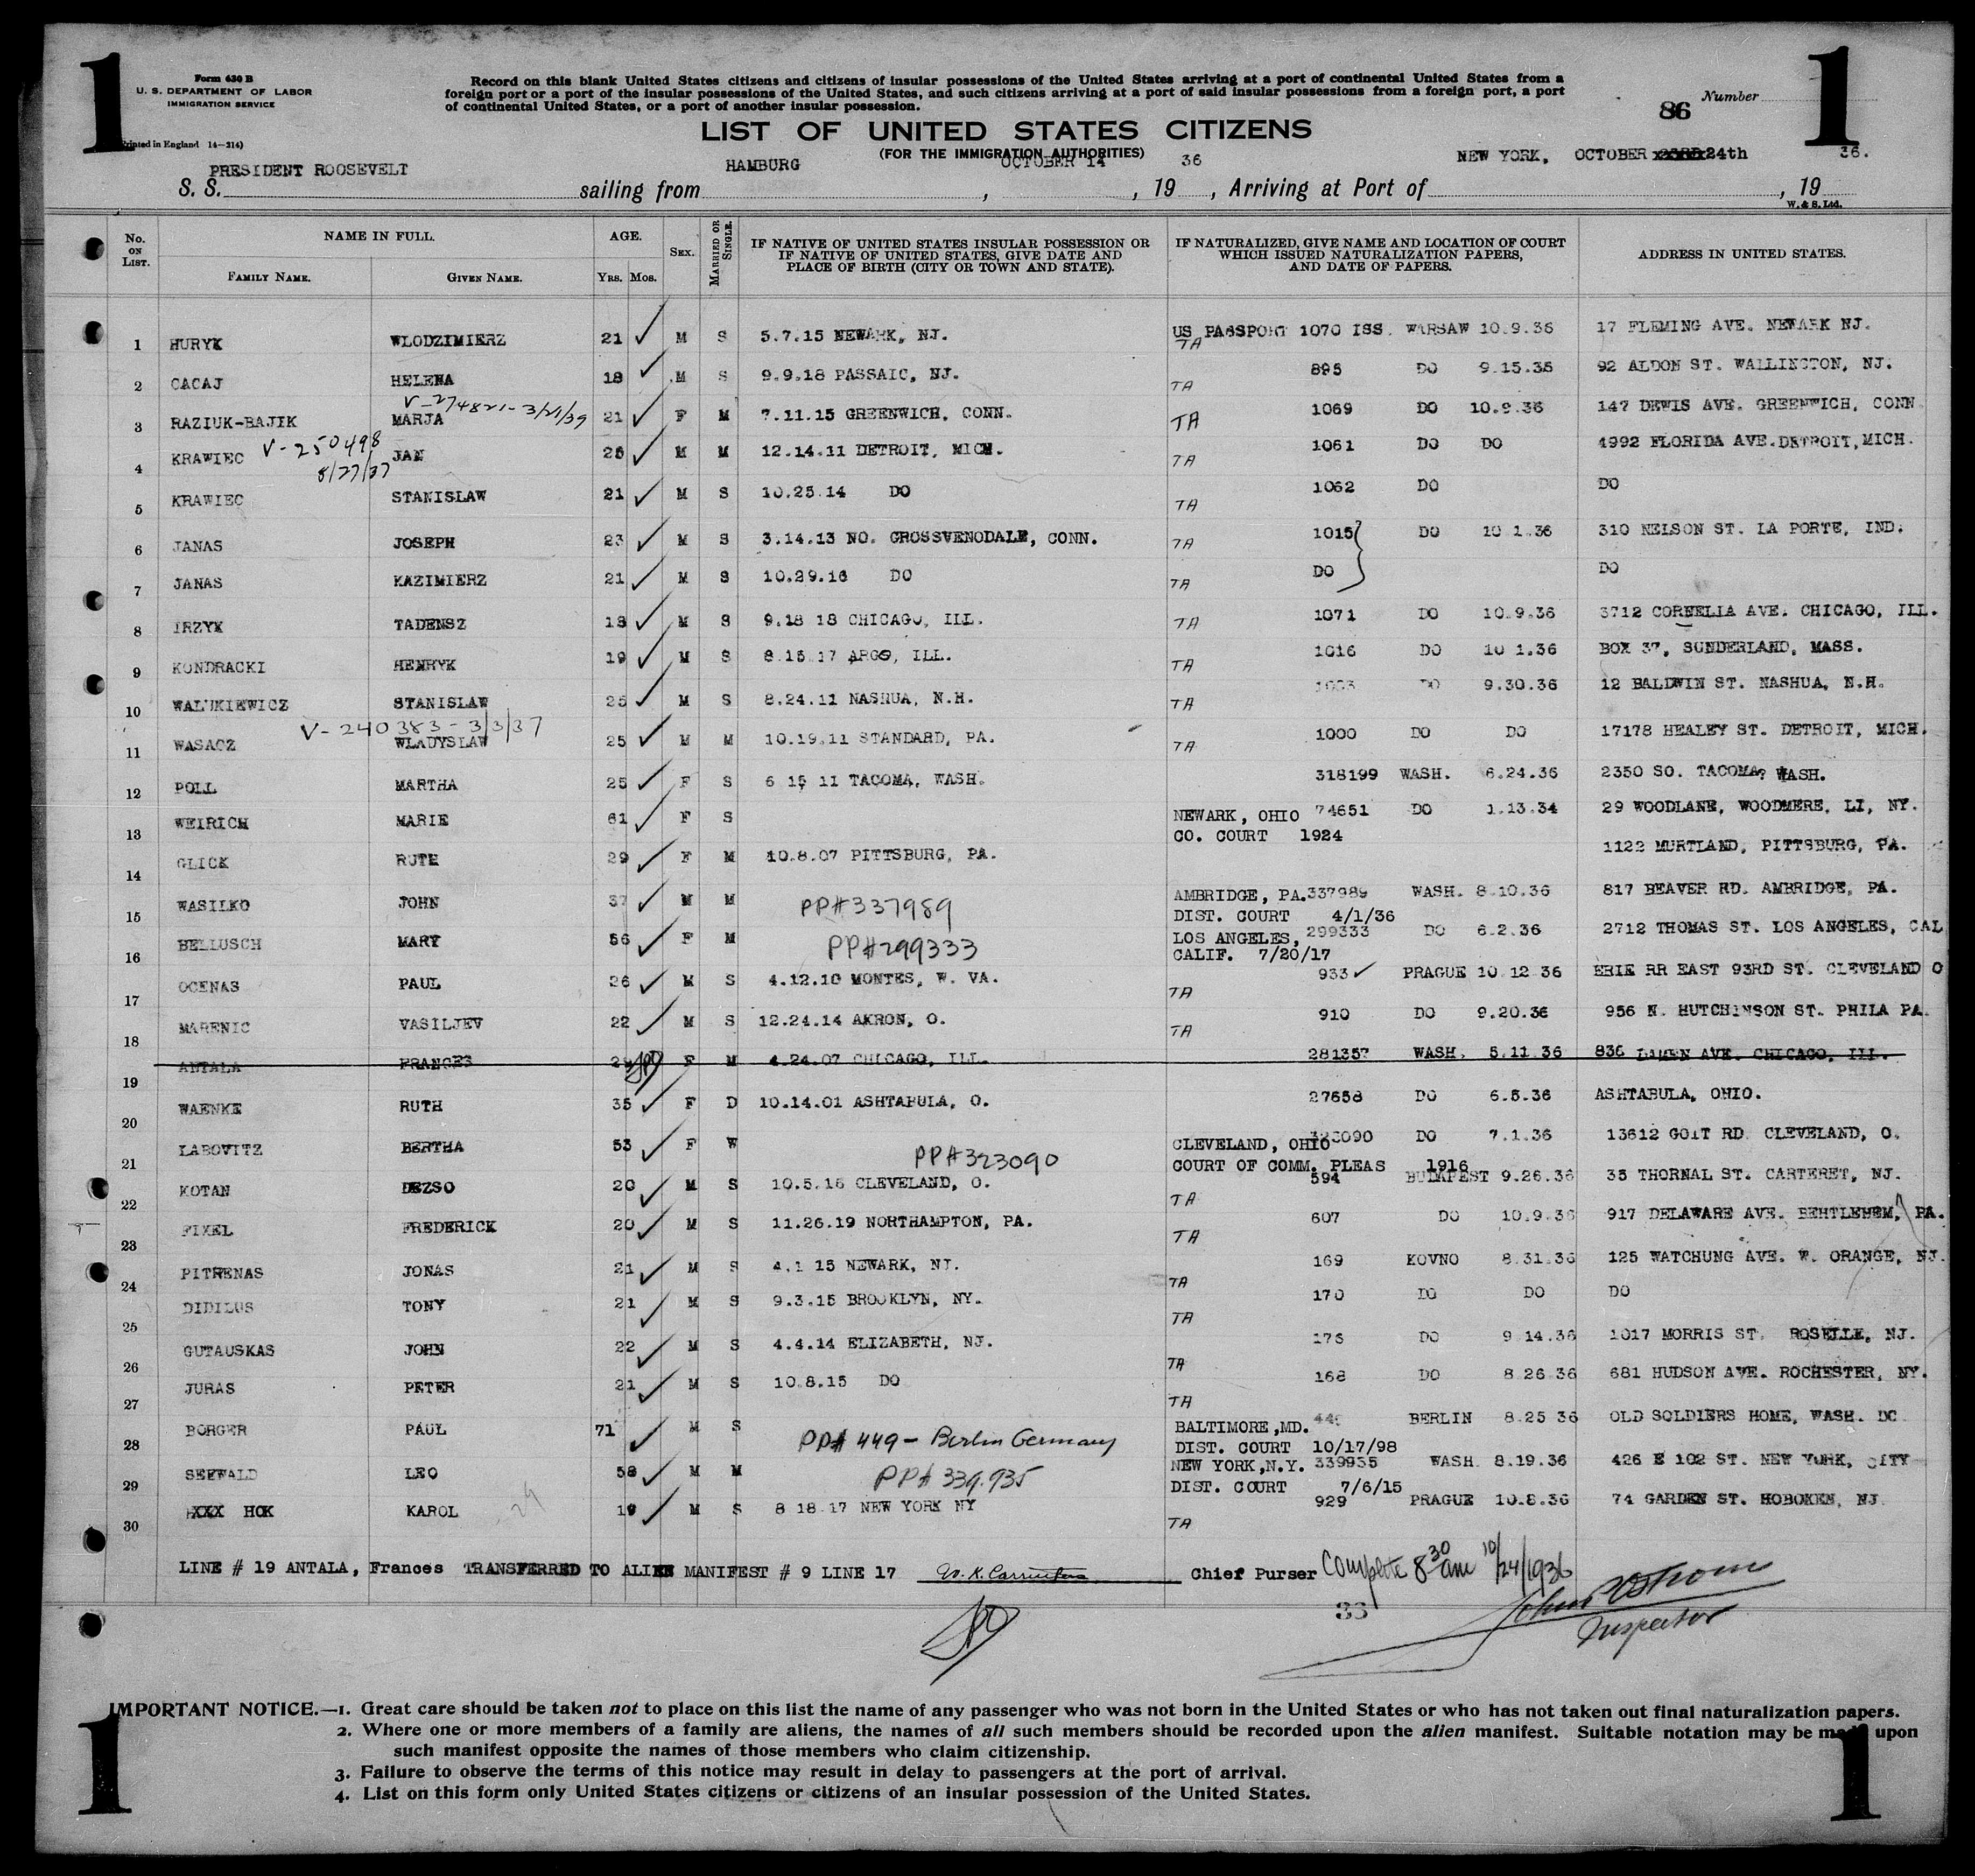 1
1
Form 630 B
U. S. DEPARTMENT OF LABOR
IMMIGRATION SERVICE
Printed in England 14—214)
Record on this blank United States citizens and citizens of insular possessions of the United States arriving at a port of continental United States from a
foreign port or a port of the insular possessions of the United States, and such citizens arriving at a port of said insular possessions from a foreign port, a port
of continental United States, or a port of another insular possession.
Number
86
LIST OF UNITED STATES CITIZENS
(FOR THE IMMIGRATION AUTHORITIES)
S. S. PRESIDENT ROOSEVELT sailing from HAMBURG, OCTOBER 14, 19 36, Arriving at Port of NEW YORK, OCTOBER 24th, 19 36.
W. & S. Ltd.
No. ON LIST. NAME IN FULL. FAMILY NAME. GIVEN NAME. AGE. YRS. MOS. SEX. MARRIED OR SINGLE. IF NATIVE OF UNITED STATES INSULAR POSSESSION OR IF NATIVE OF UNITED STATES, GIVE DATE AND PLACE OF BIRTH (CITY OR TOWN AND STATE). IF NATURALIZED, GIVE NAME AND LOCATION OF COURT WHICH ISSUED NATURALIZATION PAPERS, AND DATE OF PAPERS. ADDRESS IN UNITED STATES.
1 HURYK WLODZIMIERZ 21 M S 5.7.15 NEWARK, NJ. US PASSPORT 1070 ISS. WARSAW 10.9.36 17 FLEMING AVE. NEWARK NJ.
TA
2 CACAJ HELENA 18 M S 9.9.18 PASSAIC, NJ. TA 895 DO 9.15.36 92 ALDON ST. WALLINGTON, NJ.
V-274821-3/21/39
3 RAZIUK-BAJIK MARJA 21 F M 7.11.15 GREENWICH, CONN. TA 1069 DO 10.9.36 147 DEWIS AVE. GREENWICH, CONN
V-250498
4 KRAWIEC JAN 25 M M 12.14.11 DETROIT, MICH. TA 1061 DO DO 4992 FLORIDA AVE. DETROIT, MICH.
8/27/37
5 KRAWIEC STANISLAW 21 M S 10.25.14 DO TA 1062 DO DO
6 JANAS JOSEPH 23 M S 3.14.13 NO. GROSSVENODALE, CONN. TA 1015 DO 10 1.36 310 NELSON ST. LA PORTE, IND.
7 JANAS KAZIMIERZ 21 M S 10.29.16 DO TA DO DO
8 IRZYK TADENSZ 18 M S 9.18 18 CHICAGO, ILL. TA 1071 DO 10.9.36 3712 CORNELIA AVE. CHICAGO, ILL.
9 KONDRACKI HENRYK 19 M S 8.15 17 ARGO, ILL. TA 1016 DO 10 1.36 BOX 37, SUNDERLAND, MASS.
10 WALUKIEWICZ STANISLAW 25 M S 8.24.11 NASHUA, N.H. TA DO 9.30.36 12 BALDWIN ST. NASHUA, N.H.
V-240383-3/3/37
11 WASACZ WLADYSLAW 25 M M 10.19.11 STANDARD, PA. TA 1000 DO DO 17178 HEALEY ST. DETROIT, MICH.
12 POLL MARTHA 25 F S 6 15 11 TACOMA, WASH. 318199 WASH. 6.24.36 2350 SO. TACOMA, WASH.
13 WEIRICH MARIE 61 F S NEWARK, OHIO 74651 DO 1.13.34 29 WOODLANE, WOODMERE, LI, NY.
CO. COURT 1924
14 GLICK RUTH 29 F M 10.8.07 PITTSBURG, PA. 1122 MURTLAND, PITTSBURG, PA.
15 WASILKO JOHN 37 M M PP#337989 AMBRIDGE, PA. 337989 WASH. 8.10.36 817 BEAVER RD. AMBRIDGE, PA.
DIST. COURT 4/1/36
16 BELLUSCH MARY 56 F M PP#299333 LOS ANGELES, 299333 DO 6.2.36 2712 THOMAS ST. LOS ANGELES, CAL
CALIF. 7/20/17
17 OCENAS PAUL 26 M S 4.12.10 MONTES, W. VA. TA 933 PRAGUE 10 12 36 ERIE RR EAST 93RD ST. CLEVELAND O
18 MARENIC VASILJEV 22 M S 12.24.14 AKRON, O. TA 910 DO 9.20.36 956 N. HUTCHINSON ST. PHILA PA.
19 ANTALA FRANCES 29 F M 4.24.07 CHICAGO, ILL. 281357 WASH. 5.11 36 836 DAMEN AVE. CHICAGO, ILL.
20 WAENKE RUTH 35 F D 10.14.01 ASHTABULA, O. 27658 DO 6.5.36 ASHTABULA, OHIO.
21 LABOVITZ BERTHA 53 F W PP#323090 CLEVELAND, OHIO 323090 DO 7.1.36 13612 GOIT RD CLEVELAND, O.
COURT OF COMM. PLEAS 1916
22 KOTAN DEZSO 20 M S 10.5.16 CLEVELAND, O. TA 594 BUDAPEST 9.26.36 35 THORNAL ST. CARTERET, NJ.
23 FIXEL FREDERICK 20 M S 11.26.19 NORTHAMPTON, PA. TA 607 DO 10.9.36 917 DELAWARE AVE. BEHTLEHEM, PA.
24 PITRENAS JONAS 21 M S 4.1 15 NEWARK, NJ. TA 169 KOVNO 8.31.36 125 WATCHUNG AVE. W. ORANGE, NJ.
25 DIDILUS TONY 21 M S 9.3.15 BROOKLYN, NY. TA 170 DO DO DO
26 GUTAUSKAS JOHN 22 M S 4.4.14 ELIZABETH, NJ. TA 175 DO 9 14.36 1017 MORRIS ST. ROSELLE, NJ.
27 JURAS PETER 21 M S 10.8.15 DO TA 168 DO 8 26 36 681 HUDSON AVE. ROCHESTER, NY.
28 BORGER PAUL 71 M S PP# 449 - Berlin Germany BALTIMORE, MD. BERLIN 8.25 36 OLD SOLDIERS HOME, WASH. DC
DIST. COURT 10/17/98
29 SEEWALD LEO 58 M M PP# 339.935 NEW YORK, N.Y. 339935 WASH 8.19.36 426 E 102 ST. NEW YORK, CITY
DIST. COURT 7/6/15
30 XXX HOK KAROL 19 M S 8 18 17 NEW YORK NY TA 929 PRAGUE 10.8.36 74 GARDEN ST. HOBOKEN, NJ
29
LINE # 19 ANTALA, Frances TRANSFERRED TO ALIEN MANIFEST # 9 LINE 17 Chief Purser Complete 8 30 am 10/24/1936
33
Inspector
IMPORTANT NOTICE.—1. Great care should be taken not to place on this list the name of any passenger who was not born in the United States or who has not taken out final naturalization papers.
2. Where one or more members of a family are aliens, the names of all such members should be recorded upon the alien manifest. Suitable notation may be made upon
such manifest opposite the names of those members who claim citizenship.
3. Failure to observe the terms of this notice may result in delay to passengers at the port of arrival.
4. List on this form only United States citizens or citizens of an insular possession of the United States.
1
1